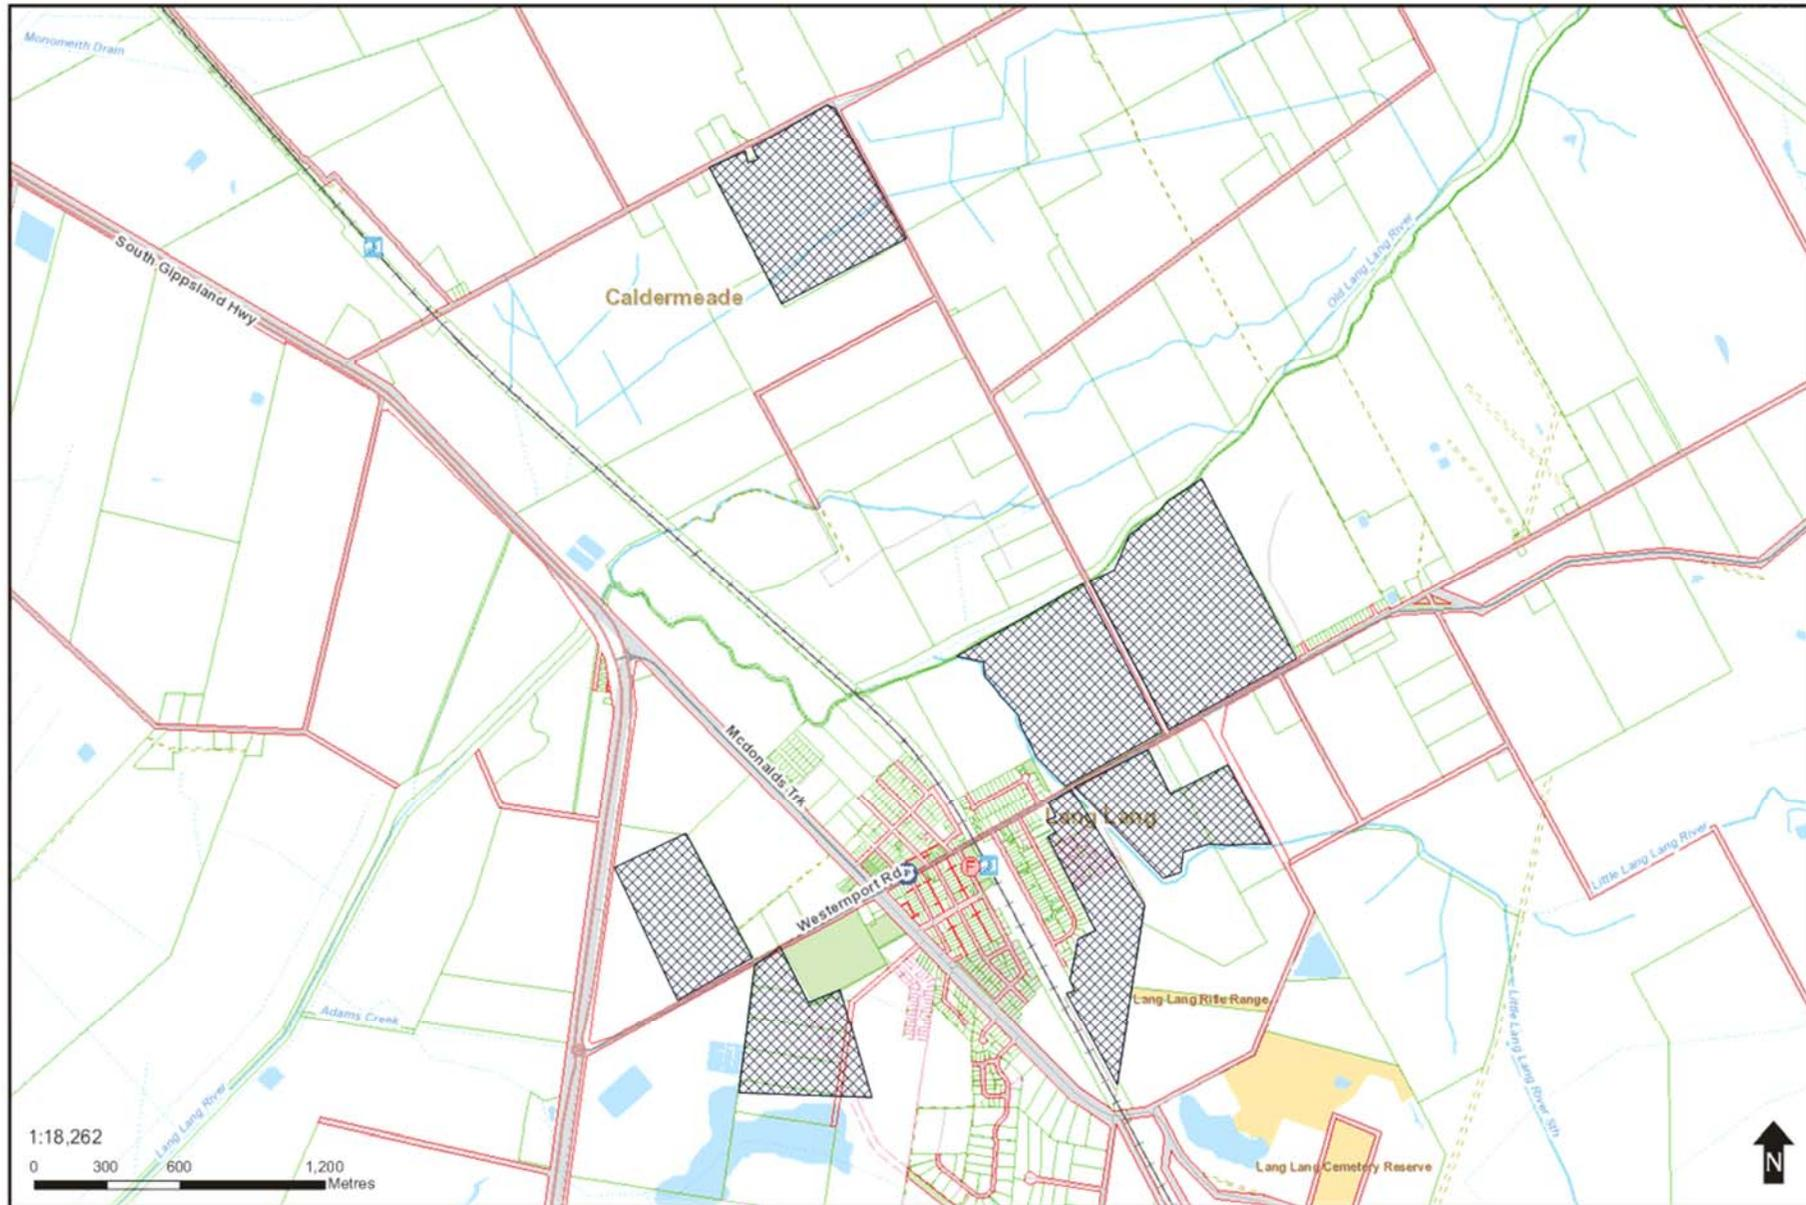 Monomeith Drain
South Gippsland Hwy
Caldermeade
Old Lang Lang River
Mcdonalds Trk
Lang Lang
Westernport Rd
P
F
Little Lang Lang River
Adams Creek
Lang Lang Rifle Range
Little Lang Lang River Sth
Lang Lang River
1:18,262
0 300 600 1,200
Metres
Lang Lang Cemetery Reserve
N